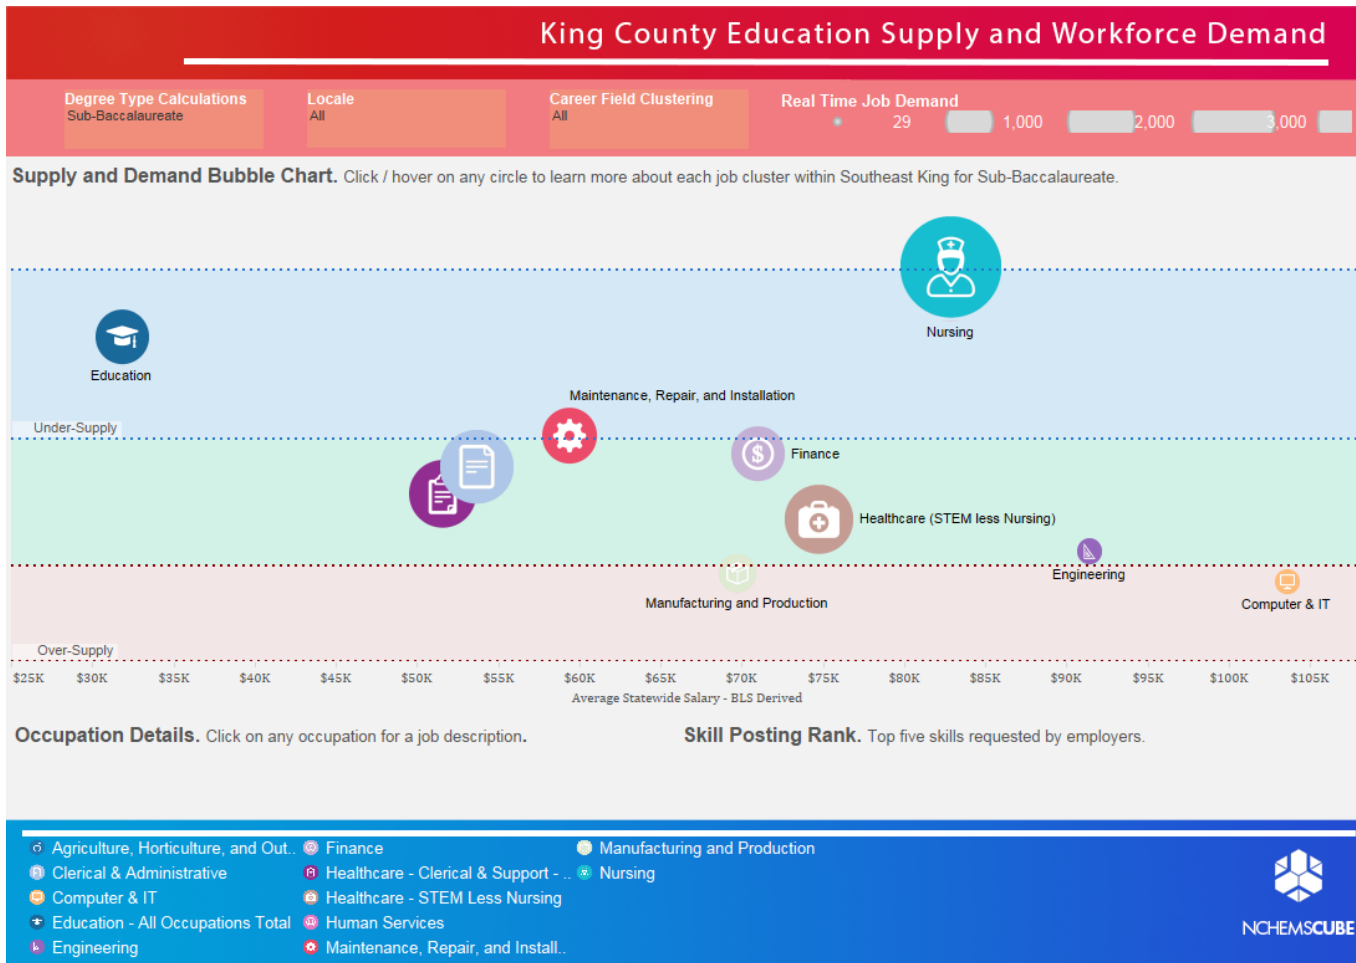 King County Education Supply and Workforce Demand
Degree Type Calculations
Sub-Baccalaureate
Locale
All
Career Field Clustering
All
Real Time Job Demand
29 1,000 2,000 3,000
Supply and Demand Bubble Chart. Click / hover on any circle to learn more about each job cluster within Southeast King for Sub-Baccalaureate.
Nursing
Education
Maintenance, Repair, and Installation
Under-Supply
Finance
Healthcare (STEM less Nursing)
Engineering
Manufacturing and Production
Computer & IT
Over-Supply
$25K $30K $35K $40K $45K $50K $55K $60K $65K $70K $75K $80K $85K $90K $95K $100K $105K
Average Statewide Salary - BLS Derived
Occupation Details. Click on any occupation for a job description.
Skill Posting Rank. Top five skills requested by employers.
Agriculture, Horticulture, and Out..
Clerical & Administrative
Computer & IT
Education - All Occupations Total
Engineering
Finance
Healthcare - Clerical & Support - ..
Healthcare - STEM Less Nursing
Human Services
Maintenance, Repair, and Install..
Manufacturing and Production
Nursing
NCHEMSCUBE